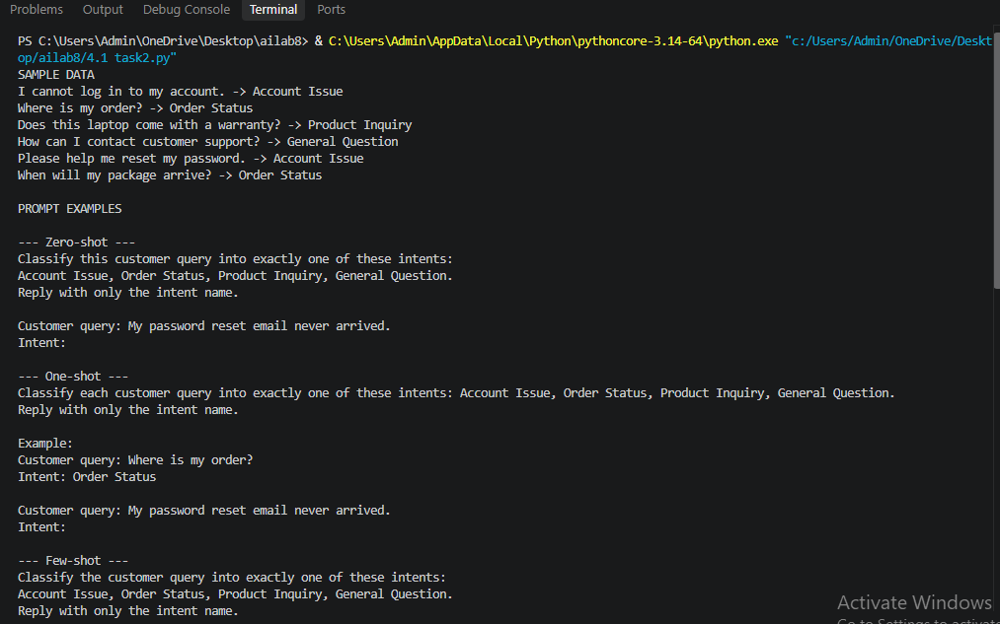 Problems Output Debug Console Terminal Ports
PS C:\Users\Admin\OneDrive\Desktop\ailab8> & C:\Users\Admin\AppData\Local\Python\pythoncore-3.14-64\python.exe "c:/Users/Admin/OneDrive/Deskt
op/ailab8/4.1 task2.py"
SAMPLE DATA
I cannot log in to my account. -> Account Issue
Where is my order? -> Order Status
Does this laptop come with a warranty? -> Product Inquiry
How can I contact customer support? -> General Question
Please help me reset my password. -> Account Issue
When will my package arrive? -> Order Status
PROMPT EXAMPLES
--- Zero-shot ---
Classify this customer query into exactly one of these intents:
Account Issue, Order Status, Product Inquiry, General Question.
Reply with only the intent name.
Customer query: My password reset email never arrived.
Intent:
--- One-shot ---
Classify each customer query into exactly one of these intents: Account Issue, Order Status, Product Inquiry, General Question.
Reply with only the intent name.
Example:
Customer query: Where is my order?
Intent: Order Status
Customer query: My password reset email never arrived.
Intent:
--- Few-shot ---
Classify the customer query into exactly one of these intents:
Account Issue, Order Status, Product Inquiry, General Question.
Reply with only the intent name.
Activate Windows
Go to Settings to activate